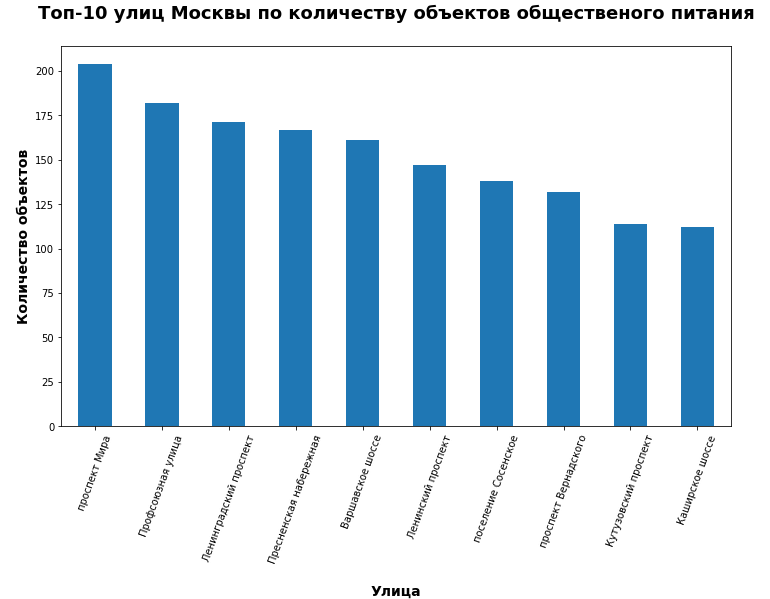 Топ-10 улиц Москвы по количеству объектов общественого питания
Количество объектов
200
175
150
125
100
75
50
25
0
проспект Мира
Профсоюзная улица
Ленинградский проспект
Пресненская набережная
Варшавское шоссе
Ленинский проспект
поселение Сосенское
проспект Вернадского
Кутузовский проспект
Каширское шоссе
Улица